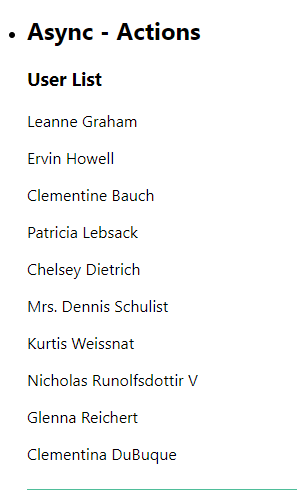 Async - Actions
User List
Leanne Graham
Ervin Howell
Clementine Bauch
Patricia Lebsack
Chelsey Dietrich
Mrs. Dennis Schulist
Kurtis Weissnat
Nicholas Runolfsdottir V
Glenna Reichert
Clementina DuBuque